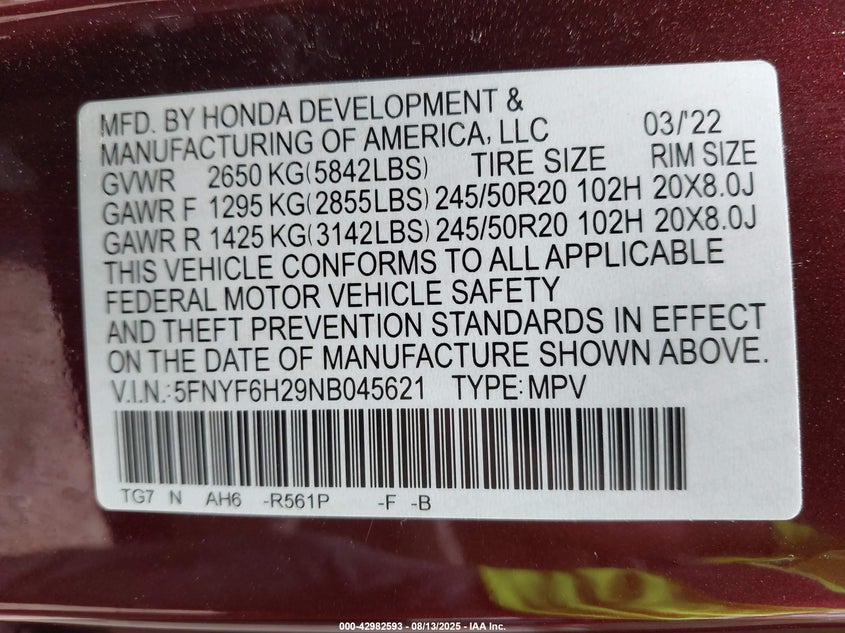 MFD. BY HONDA DEVELOPMENT &
MANUFACTURING OF AMERICA, LLC 03/'22
GVWR 2650 KG(5842LBS) TIRE SIZE RIM SIZE
GAWR F 1295 KG(2855LBS) 245/50R20 102H 20X8.0J
GAWR R 1425 KG(3142LBS) 245/50R20 102H 20X8.0J
THIS VEHICLE CONFORMS TO ALL APPLICABLE
FEDERAL MOTOR VEHICLE SAFETY
AND THEFT PREVENTION STANDARDS IN EFFECT
ON THE DATE OF MANUFACTURE SHOWN ABOVE.
V.I.N.: 5FNYF6H29NB045621 TYPE: MPV
TG7 N AH6 -R561P -F -B
000-42982593 - 08/13/2025 - IAA Inc.